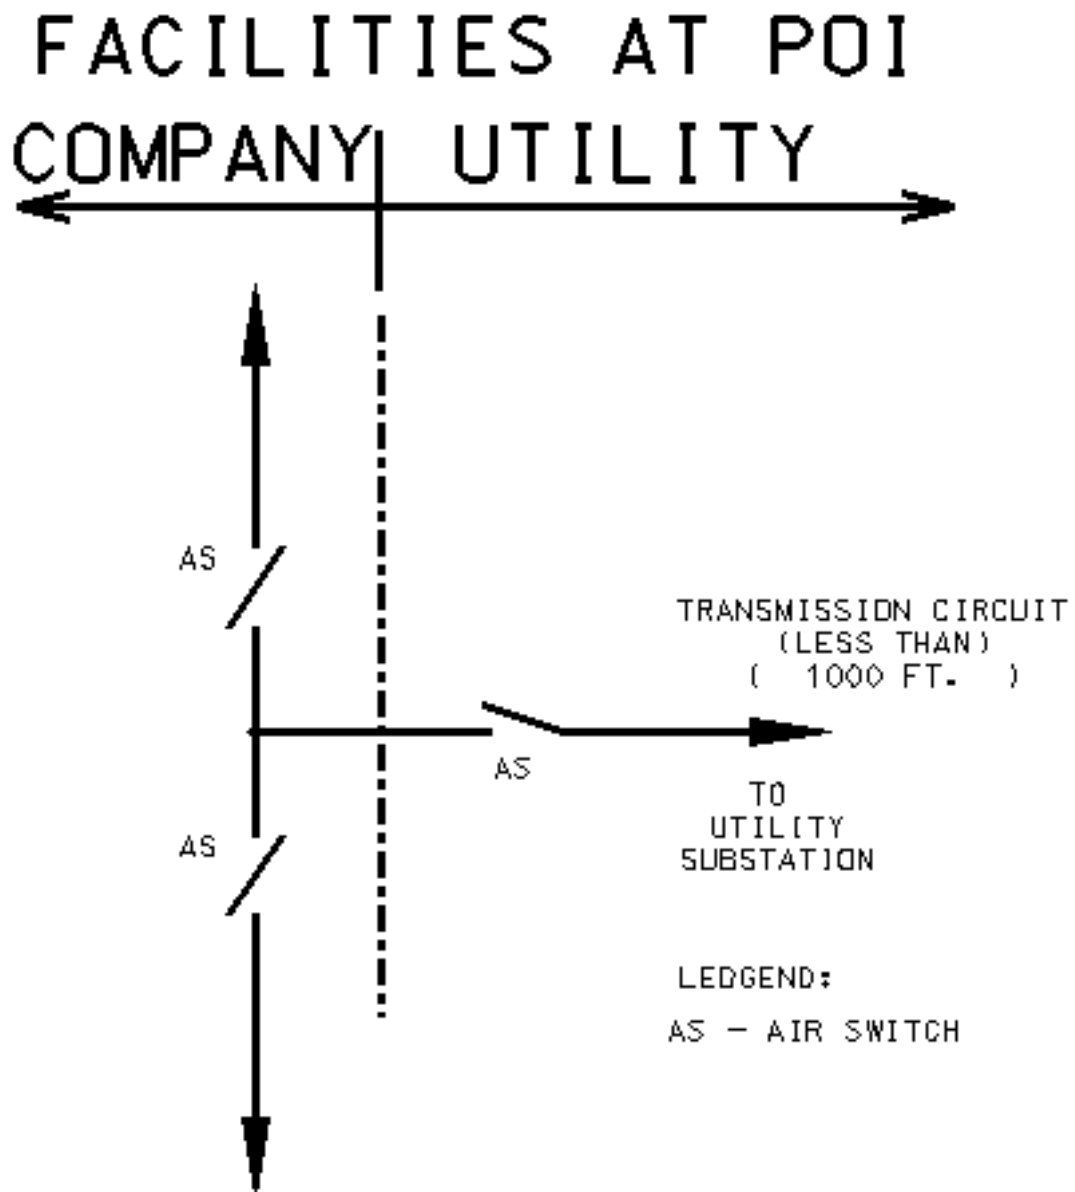 FACILITIES AT POI
COMPANY UTILITY
AS
TRANSMISSION CIRCUIT
(LESS THAN)
( 1000 FT. )
AS
TO
UTILITY
SUBSTATION
AS
LEDGEND:
AS - AIR SWITCH